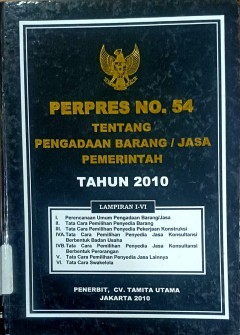 PERPRES NO. 54
TENTANG
PENGADAAN BARANG / JASA
PEMERINTAH
TAHUN 2010
LAMPIRAN I-VI
I. Perencanaan Umum Pengadaan Barang/Jasa
II. Tata Cara Pemilihan Penyedia Barang
III. Tata Cara Pemilihan Penyedia Pekerjaan Konstruksi
IVA. Tata Cara Pemilihan Penyedia Jasa Konsultansi
Berbentuk Badan Usaha
IVB. Tata Cara Pemilihan Penyedia Jasa Konsultansi
Berbentuk Perorangan
V. Tata Cara Pemilihan Penyedia Jasa Lainnya
VI. Tata Cara Swakelola
PENERBIT, CV. TAMITA UTAMA
JAKARTA 2010